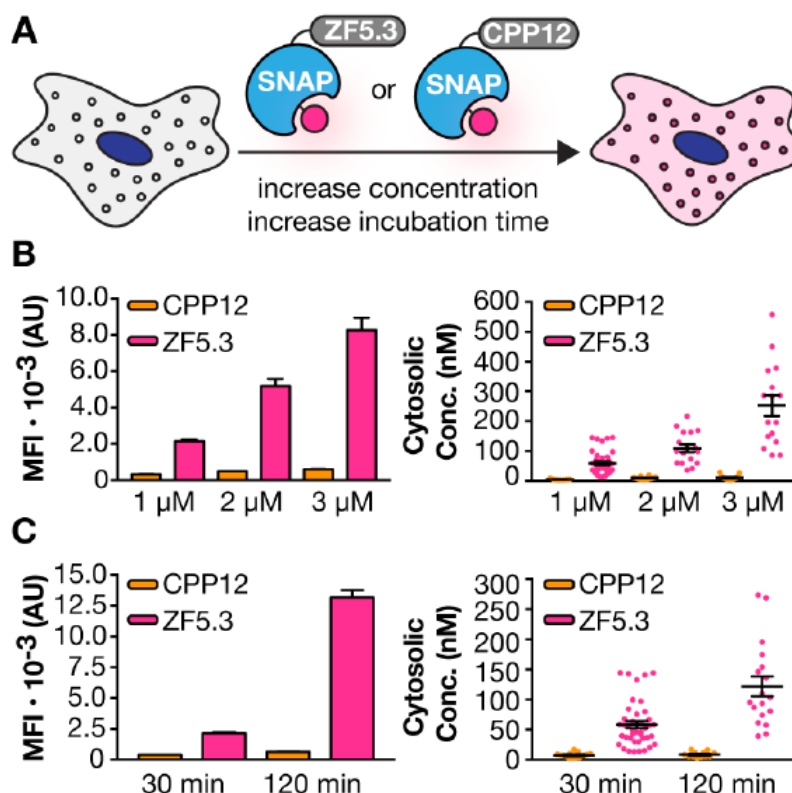 A
ZF5.3
CPP12
SNAP
or
SNAP
increase concentration
increase incubation time
B
MFI · 10⁻³ (AU)
10.0
8.0
6.0
4.0
2.0
0
CPP12
ZF5.3
1 µM
2 µM
3 µM
Cytosolic
Conc. (nM)
600
500
400
300
200
100
0
CPP12
ZF5.3
1 µM
2 µM
3 µM
C
MFI · 10⁻³ (AU)
15.0
12.5
10.0
7.5
5.0
2.5
0
CPP12
ZF5.3
30 min
120 min
Cytosolic
Conc. (nM)
300
250
200
150
100
50
0
CPP12
ZF5.3
30 min
120 min